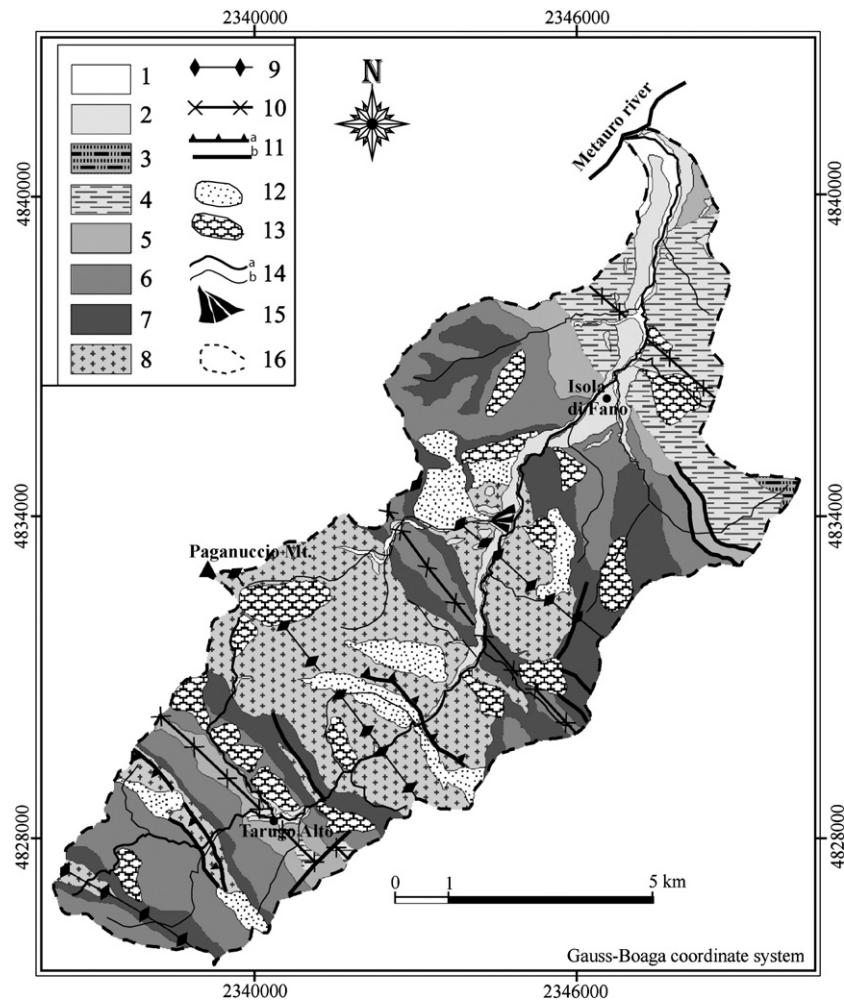 2340000 2346000
1 9
2 10
3 a b 11
4 12
5 13
6 a b 14
7 15
8 16
N
Metauro river
4840000 4840000
Isola
di Fano
4834000 4834000
Paganuccio Mt.
4828000 4828000
Tarugo Alto
0 1 5 km
Gauss-Boaga coordinate system
2340000 2346000